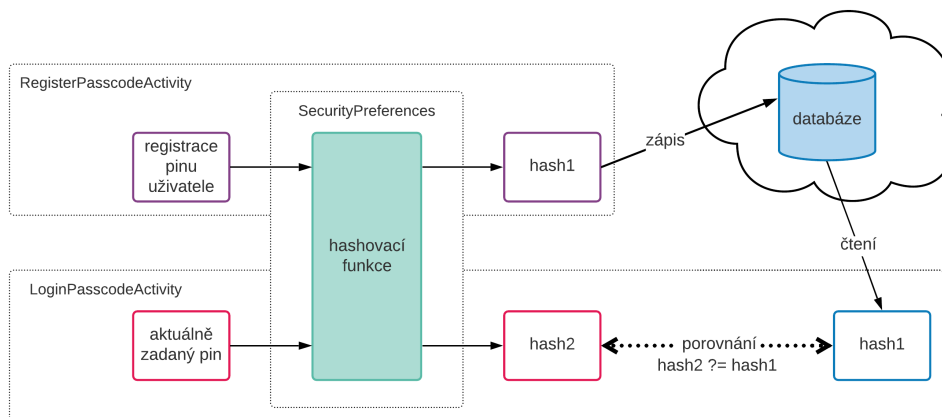 RegisterPasscodeActivity
SecurityPreferences
registrace
pinu
uživatele
hash1
zápis
databáze
hashovací
funkce
čtení
LoginPasscodeActivity
aktuálně
zadaný pin
hash2
porovnání
hash2 ?= hash1
hash1